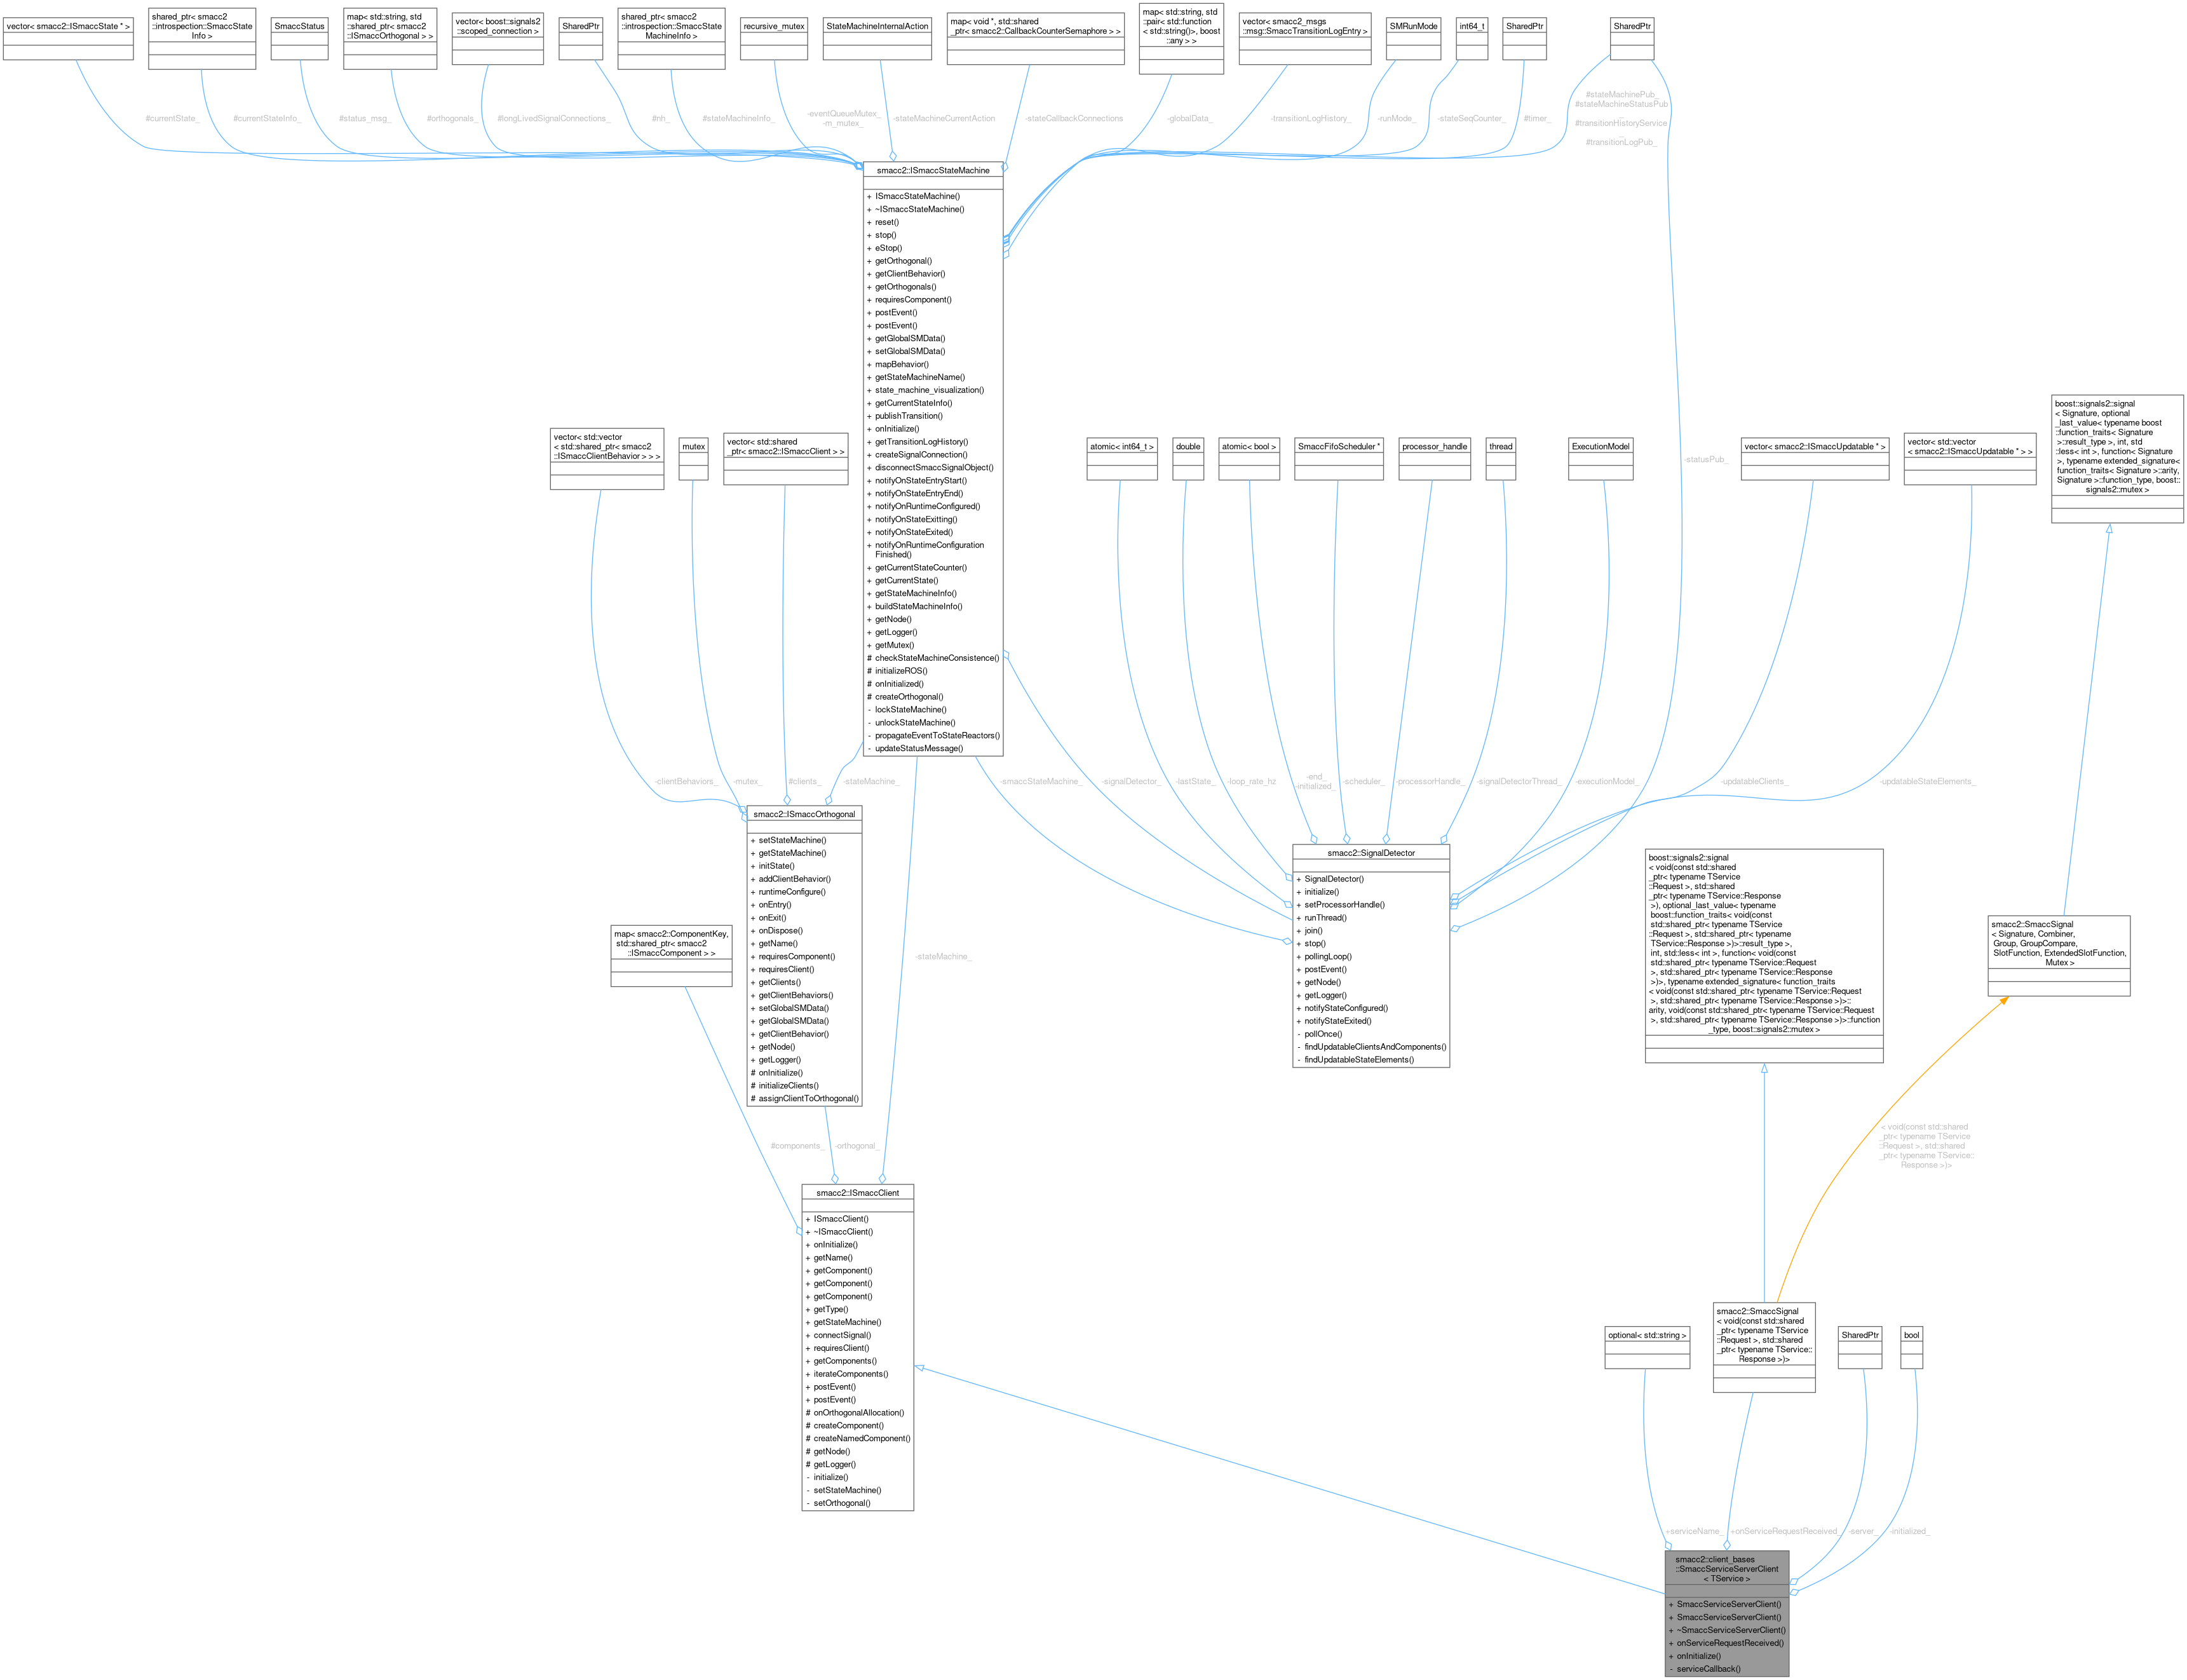 vector< smacc2::ISmaccState * >
shared_ptr< smacc2
::introspection::SmaccState
Info >
SmaccStatus
map< std::string, std
::shared_ptr< smacc2
::ISmaccOrthogonal > >
vector< boost::signals2
::scoped_connection >
SharedPtr
shared_ptr< smacc2
::introspection::SmaccState
MachineInfo >
recursive_mutex
StateMachineInternalAction
map< void *, std::shared
_ptr< smacc2::CallbackCounterSemaphore > >
map< std::string, std
::pair< std::function
< std::string()>, boost
::any > >
vector< smacc2_msgs
::msg::SmaccTransitionLogEntry >
SMRunMode
int64_t
SharedPtr
SharedPtr
#currentState_
#currentStateInfo_
#status_msg_
#orthogonals_
#longLivedSignalConnections_
#nh_
#stateMachineInfo_
-eventQueueMutex_
-m_mutex_
-stateMachineCurrentAction
-stateCallbackConnections
-globalData_
-transitionLogHistory_
-runMode_
-stateSeqCounter_
#timer_
#stateMachinePub_
#stateMachineStatusPub
_
#transitionHistoryService
_
#transitionLogPub_
smacc2::ISmaccStateMachine
+ ISmaccStateMachine()
+ ~ISmaccStateMachine()
+ reset()
+ stop()
+ eStop()
+ getOrthogonal()
+ getClientBehavior()
+ getOrthogonals()
+ requiresComponent()
+ postEvent()
+ postEvent()
+ getGlobalSMData()
+ setGlobalSMData()
+ mapBehavior()
+ getStateMachineName()
+ state_machine_visualization()
+ getCurrentStateInfo()
+ publishTransition()
+ onInitialize()
+ getTransitionLogHistory()
+ createSignalConnection()
+ disconnectSmaccSignalObject()
+ notifyOnStateEntryStart()
+ notifyOnStateEntryEnd()
+ notifyOnRuntimeConfigured()
+ notifyOnStateExitting()
+ notifyOnStateExited()
+ notifyOnRuntimeConfiguration
Finished()
+ getCurrentStateCounter()
+ getCurrentState()
+ getStateMachineInfo()
+ buildStateMachineInfo()
+ getNode()
+ getLogger()
+ getMutex()
# checkStateMachineConsistence()
# initializeROS()
# onInitialized()
# createOrthogonal()
- lockStateMachine()
- unlockStateMachine()
- propagateEventToStateReactors()
- updateStatusMessage()
vector< std::vector
< std::shared_ptr< smacc2
::ISmaccClientBehavior > > >
mutex
vector< std::shared
_ptr< smacc2::ISmaccClient > >
atomic< int64_t >
double
atomic< bool >
SmaccFifoScheduler *
processor_handle
thread
ExecutionModel
-statusPub_
vector< smacc2::ISmaccUpdatable * >
vector< std::vector
< smacc2::ISmaccUpdatable * > >
boost::signals2::signal
< Signature, optional
_last_value< typename boost
::function_traits< Signature
>::result_type >, int, std
::less< int >, function< Signature
>, typename extended_signature<
function_traits< Signature >::arity,
Signature >::function_type, boost::
signals2::mutex >
-clientBehaviors_
-mutex_
#clients_
-stateMachine_
-smaccStateMachine_
-signalDetector_
-lastState_
-loop_rate_hz
-end_
-initialized_
-scheduler_
-processorHandle_
-signalDetectorThread_
-executionModel_
-updatableClients_
-updatableStateElements_
smacc2::ISmaccOrthogonal
+ setStateMachine()
+ getStateMachine()
+ initState()
+ addClientBehavior()
+ runtimeConfigure()
+ onEntry()
+ onExit()
+ onDispose()
+ getName()
+ requiresComponent()
+ requiresClient()
+ getClients()
+ getClientBehaviors()
+ setGlobalSMData()
+ getGlobalSMData()
+ getClientBehavior()
+ getNode()
+ getLogger()
# onInitialize()
# initializeClients()
# assignClientToOrthogonal()
smacc2::SignalDetector
+ SignalDetector()
+ initialize()
+ setProcessorHandle()
+ runThread()
+ join()
+ stop()
+ pollingLoop()
+ postEvent()
+ getNode()
+ getLogger()
+ notifyStateConfigured()
+ notifyStateExited()
- pollOnce()
- findUpdatableClientsAndComponents()
- findUpdatableStateElements()
boost::signals2::signal
< void(const std::shared
_ptr< typename TService
::Request >, std::shared
_ptr< typename TService::Response
>), optional_last_value< typename
boost::function_traits< void(const
std::shared_ptr< typename TService
::Request >, std::shared_ptr< typename
TService::Response >)>::result_type >,
int, std::less< int >, function< void(const
std::shared_ptr< typename TService::Request
>, std::shared_ptr< typename TService::Response
>)>, typename extended_signature< function_traits
< void(const std::shared_ptr< typename TService::Request
>, std::shared_ptr< typename TService::Response >)>::
arity, void(const std::shared_ptr< typename TService::Request
>, std::shared_ptr< typename TService::Response >)>::function
_type, boost::signals2::mutex >
smacc2::SmaccSignal
< Signature, Combiner,
Group, GroupCompare,
SlotFunction, ExtendedSlotFunction,
Mutex >
map< smacc2::ComponentKey,
std::shared_ptr< smacc2
::ISmaccComponent > >
-stateMachine_
#components_
-orthogonal_
< void(const std::shared
_ptr< typename TService
::Request >, std::shared
_ptr< typename TService::
Response >)>
smacc2::ISmaccClient
+ ISmaccClient()
+ ~ISmaccClient()
+ onInitialize()
+ getName()
+ getComponent()
+ getComponent()
+ getComponent()
+ getType()
+ getStateMachine()
+ connectSignal()
+ requiresClient()
+ getComponents()
+ iterateComponents()
+ postEvent()
+ postEvent()
# onOrthogonalAllocation()
# createComponent()
# createNamedComponent()
# getNode()
# getLogger()
- initialize()
- setStateMachine()
- setOrthogonal()
optional< std::string >
smacc2::SmaccSignal
< void(const std::shared
_ptr< typename TService
::Request >, std::shared
_ptr< typename TService::
Response >)>
SharedPtr
bool
+serviceName_
+onServiceRequestReceived_
-server_
-initialized_
smacc2::client_bases
::SmaccServiceServerClient
< TService >
+ SmaccServiceServerClient()
+ SmaccServiceServerClient()
+ ~SmaccServiceServerClient()
+ onServiceRequestReceived()
+ onInitialize()
- serviceCallback()